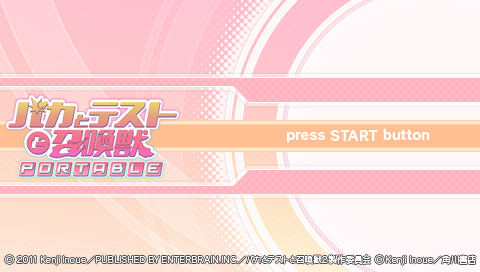 バカとテスト
と召喚獣
PORTABLE
press START button
© 2011 Kenji Inoue／PUBLISHED BY ENTERBRAIN,INC.／バカとテストと召喚獣2製作委員会 ©Kenji Inoue／角川書店